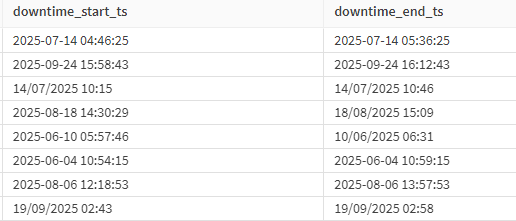 downtime_start_ts downtime_end_ts
2025-07-14 04:46:25 2025-07-14 05:36:25
2025-09-24 15:58:43 2025-09-24 16:12:43
14/07/2025 10:15 14/07/2025 10:46
2025-08-18 14:30:29 18/08/2025 15:09
2025-06-10 05:57:46 10/06/2025 06:31
2025-06-04 10:54:15 2025-06-04 10:59:15
2025-08-06 12:18:53 2025-08-06 13:57:53
19/09/2025 02:43 19/09/2025 02:58